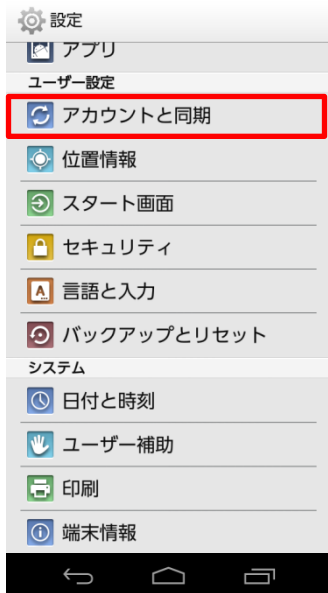 設定
アプリ
ユーザー設定
アカウントと同期
位置情報
スタート画面
セキュリティ
言語と入力
バックアップとリセット
システム
日付と時刻
ユーザー補助
印刷
端末情報